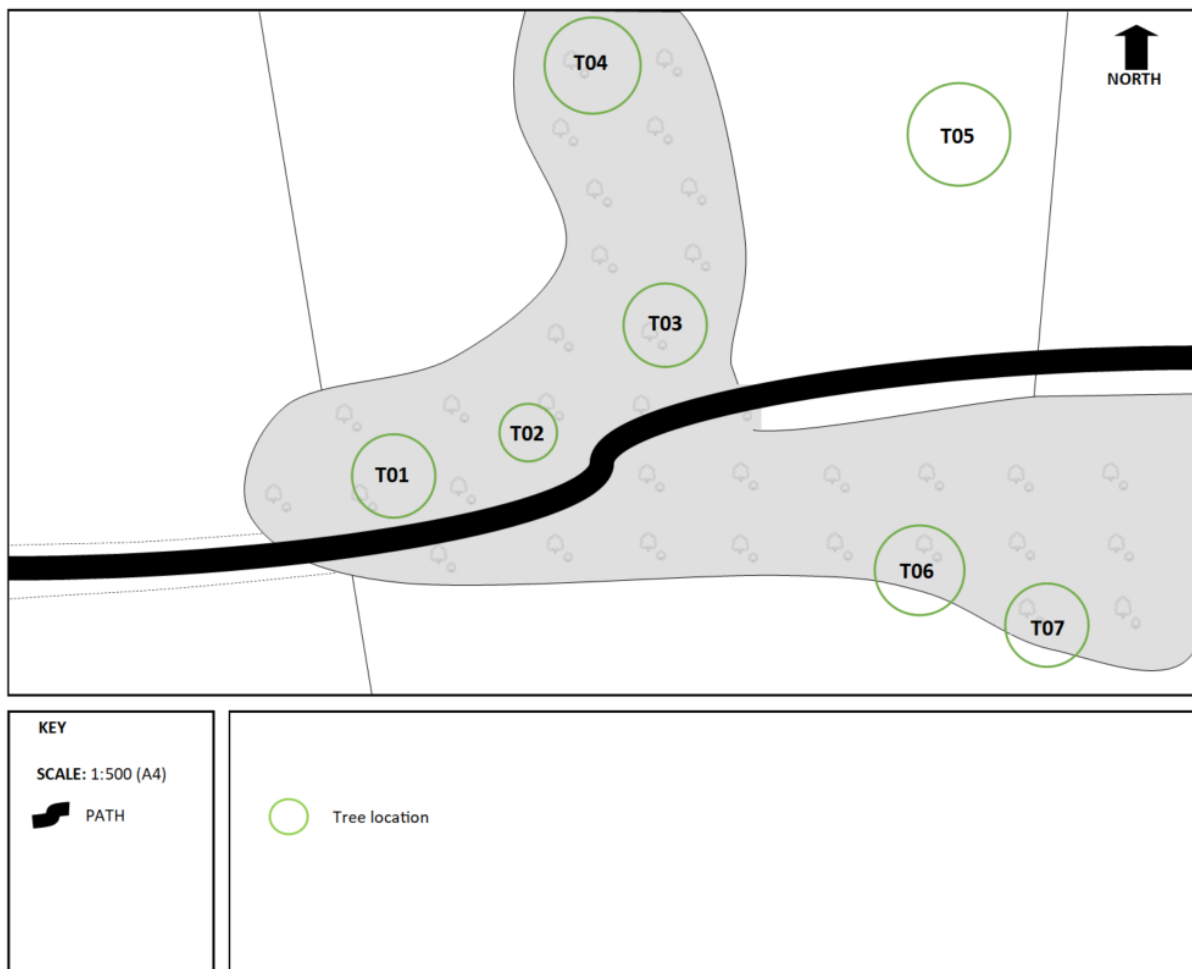 T04
NORTH
T05
T03
T02
T01
T06
T07
KEY
SCALE: 1:500 (A4)
PATH
Tree location